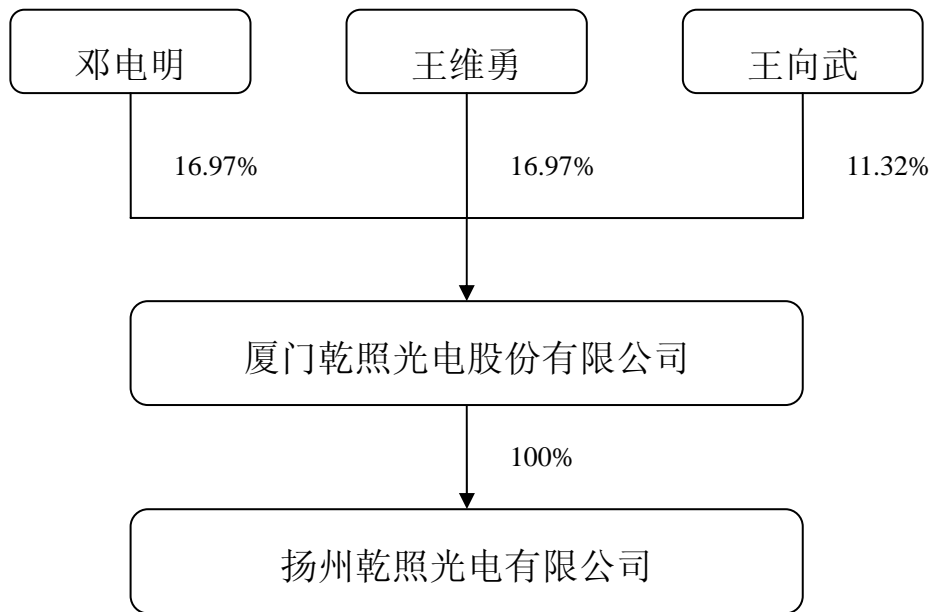 邓电明 王维勇 王向武
16.97% 16.97% 11.32%
厦门乾照光电股份有限公司
100%
扬州乾照光电有限公司